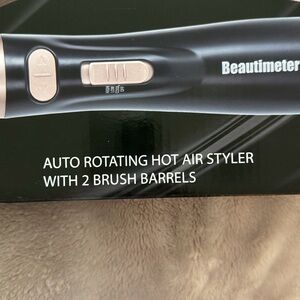 Beautimeter
AUTO ROTATING HOT AIR STYLER
WITH 2 BRUSH BARRELS